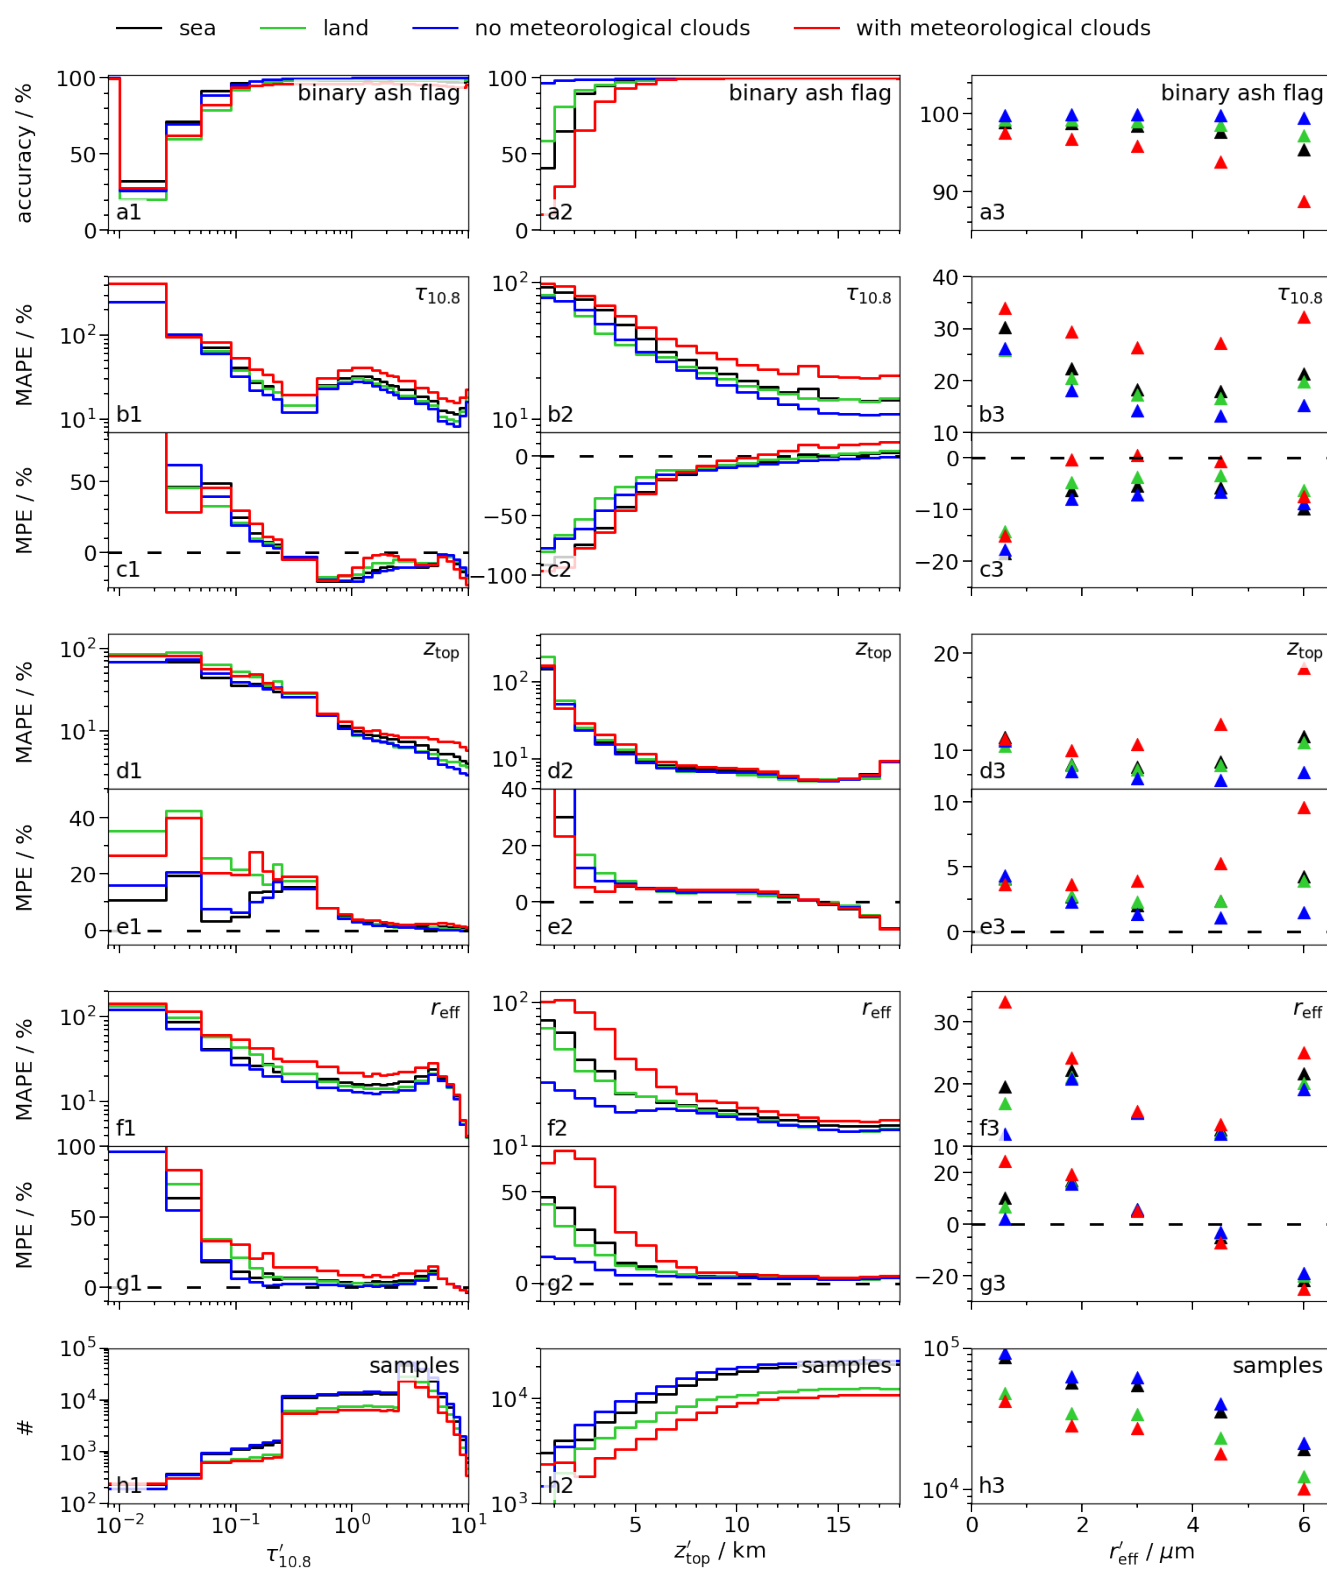 sea land no meteorological clouds with meteorological clouds
accuracy / %
100
50
0
binary ash flag
a1
100
50
0
binary ash flag
a2
100
90
binary ash flag
a3
MAPE / %
10²
10¹
τ10.8
b1
10²
10¹
τ10.8
b2
40
30
20
10
τ10.8
b3
MPE / %
50
0
c1
0
−50
−100
c2
0
−10
−20
c3
MAPE / %
10²
10¹
ztop
d1
10²
10¹
ztop
d2
20
10
ztop
d3
MPE / %
60
40
20
0
e1
40
20
0
e2
10
5
0
e3
MAPE / %
10²
10¹
reff
f1
10²
10¹
reff
f2
30
20
10
reff
f3
MPE / %
100
50
0
g1
50
0
g2
20
0
−20
g3
#
10⁵
10⁴
10³
10²
samples
h1
10⁴
10³
samples
h2
10⁵
10⁴
samples
h3
10⁻² 10⁻¹ 10⁰ 10¹
τ′10.8
5 10 15
z′top / km
0 2 4 6
r′eff / μm